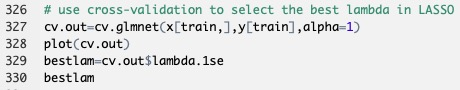 326 # use cross-validation to select the best lambda in LASSO
327 cv.out=cv.glmnet(x[train,],y[train],alpha=1)
328 plot(cv.out)
329 bestlam=cv.out$lambda.1se
330 bestlam